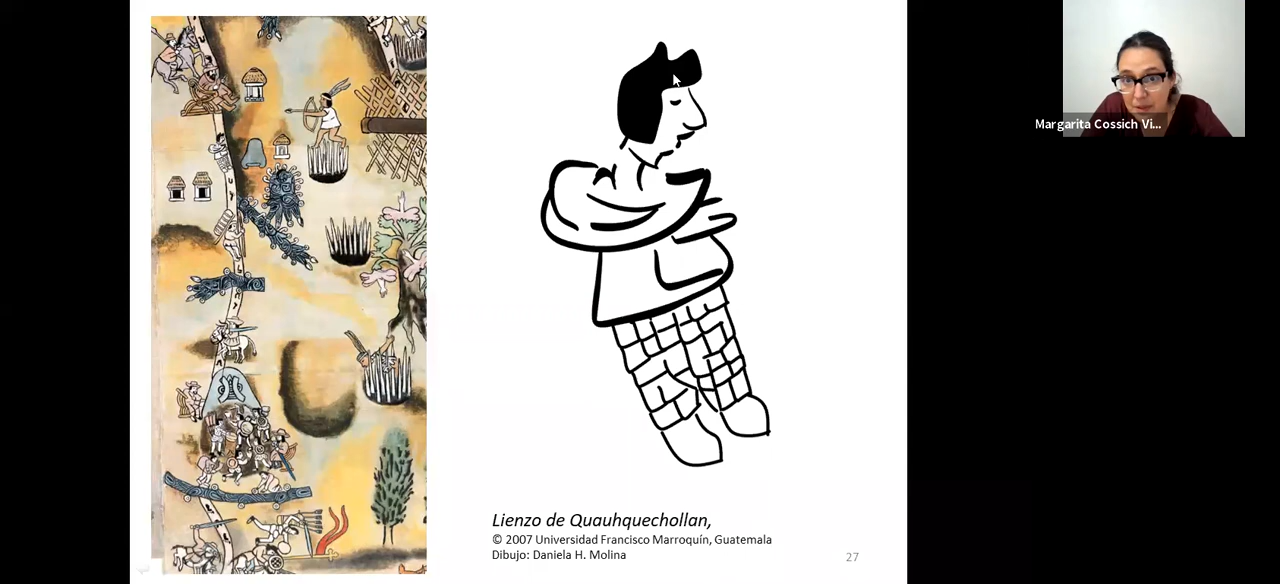 Margarita Cossich Vi...
Lienzo de Quauhquechollan,
© 2007 Universidad Francisco Marroquín, Guatemala
Dibujo: Daniela H. Molina
27